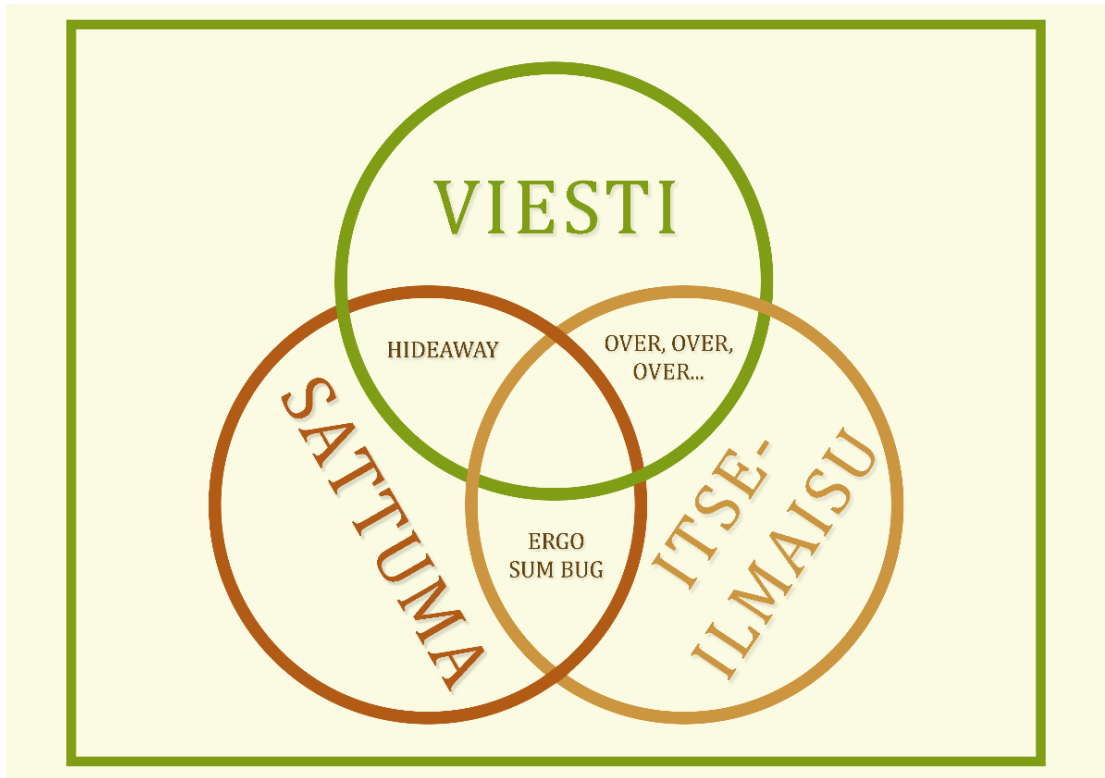 VIESTI
HIDEAWAY
OVER, OVER,
OVER...
SATTUMA
ITSE-
ILMAISU
ERGO
SUM BUG